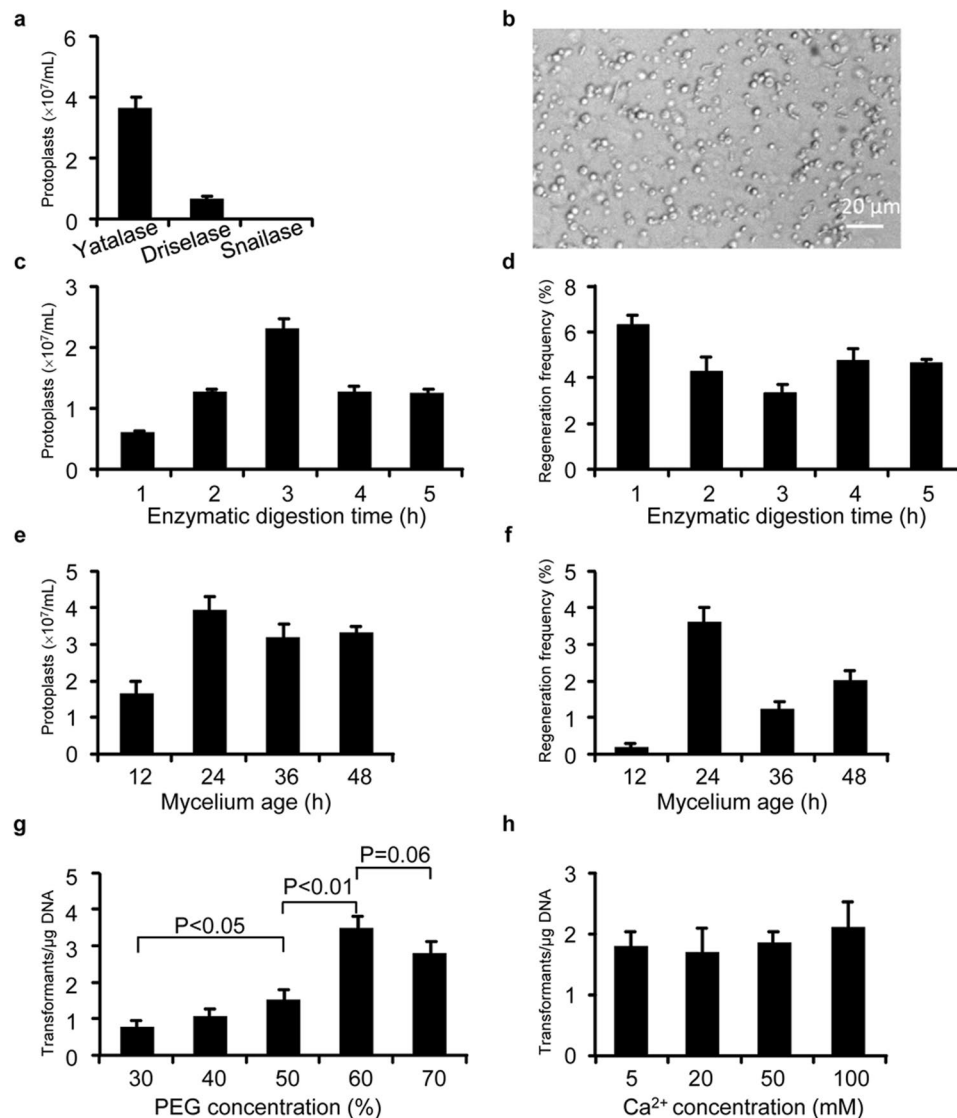 a
Protoplasts (×10⁷/mL)
6
4
2
0
Yatalase Driselase Snailase
b
20 µm
c
Protoplasts (×10⁷/mL)
3
2
1
0
1 2 3 4 5
Enzymatic digestion time (h)
d
Regeneration frequency (%)
8
6
4
2
0
1 2 3 4 5
Enzymatic digestion time (h)
e
Protoplasts (×10⁷/mL)
5
4
3
2
1
0
12 24 36 48
Mycelium age (h)
f
Regeneration frequency (%)
5
4
3
2
1
0
12 24 36 48
Mycelium age (h)
g
Transformants/µg DNA
5
4
3
2
1
0
P<0.05
P<0.01
P=0.06
30 40 50 60 70
PEG concentration (%)
h
Transformants/µg DNA
3
2
1
0
5 20 50 100
Ca²⁺ concentration (mM)